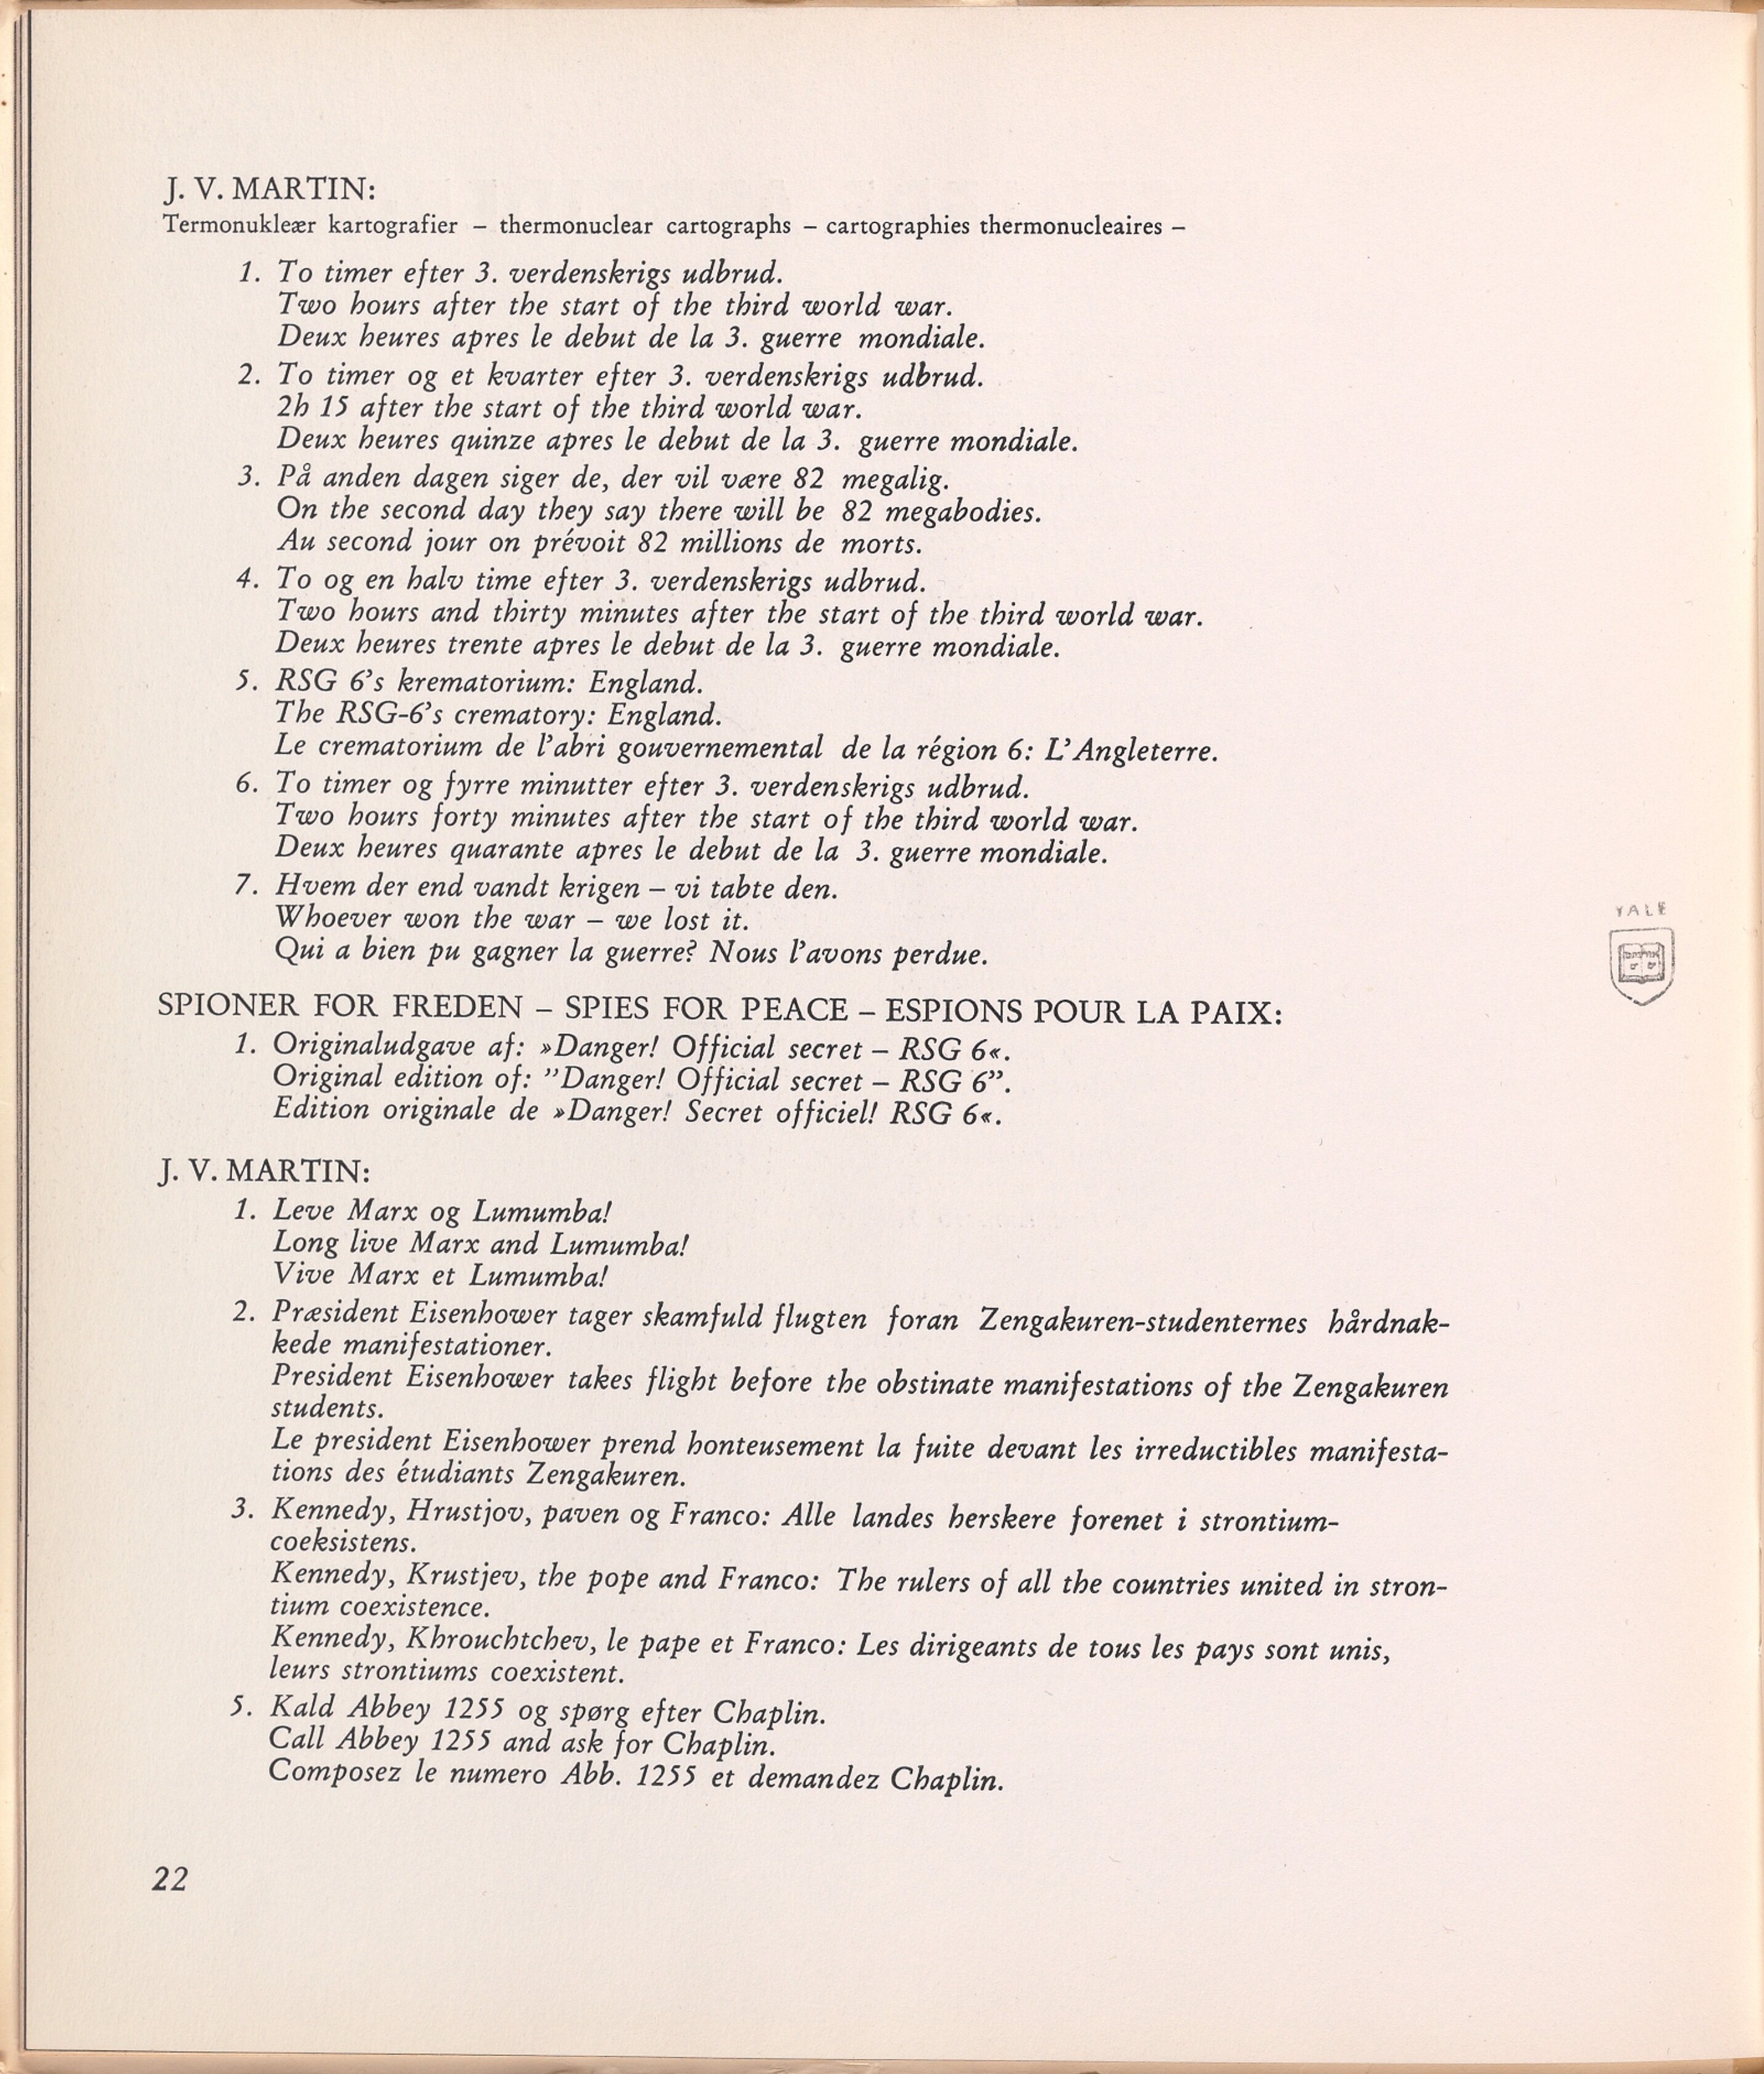 J. V. MARTIN:
Termonukleær kartografier – thermonuclear cartographs – cartographies thermonucleaires –
1. To timer efter 3. verdenskrigs udbrud.
Two hours after the start of the third world war.
Deux heures apres le debut de la 3. guerre mondiale.
2. To timer og et kvarter efter 3. verdenskrigs udbrud.
2h 15 after the start of the third world war.
Deux heures quinze apres le debut de la 3. guerre mondiale.
3. På anden dagen siger de, der vil være 82 megalig.
On the second day they say there will be 82 megabodies.
Au second jour on prévoit 82 millions de morts.
4. To og en halv time efter 3. verdenskrigs udbrud.
Two hours and thirty minutes after the start of the third world war.
Deux heures trente apres le debut de la 3. guerre mondiale.
5. RSG 6's krematorium: England.
The RSG-6's crematory: England.
Le crematorium de l'abri gouvernemental de la région 6: L'Angleterre.
6. To timer og fyrre minutter efter 3. verdenskrigs udbrud.
Two hours forty minutes after the start of the third world war.
Deux heures quarante apres le debut de la 3. guerre mondiale.
7. Hvem der end vandt krigen – vi tabte den.
Whoever won the war – we lost it.
Qui a bien pu gagner la guerre? Nous l'avons perdue.
YALE
SPIONER FOR FREDEN – SPIES FOR PEACE – ESPIONS POUR LA PAIX:
1. Originaludgave af: »Danger! Official secret – RSG 6«.
Original edition of: ”Danger! Official secret – RSG 6”.
Edition originale de »Danger! Secret officiel! RSG 6«.
J. V. MARTIN:
1. Leve Marx og Lumumba!
Long live Marx and Lumumba!
Vive Marx et Lumumba!
2. Præsident Eisenhower tager skamfuld flugten foran Zengakuren-studenternes hårdnak-
kede manifestationer.
President Eisenhower takes flight before the obstinate manifestations of the Zengakuren
students.
Le president Eisenhower prend honteusement la fuite devant les irreductibles manifesta-
tions des étudiants Zengakuren.
3. Kennedy, Hrustjov, paven og Franco: Alle landes herskere forenet i strontium-
coeksistens.
Kennedy, Krustjev, the pope and Franco: The rulers of all the countries united in stron-
tium coexistence.
Kennedy, Khrouchtchev, le pape et Franco: Les dirigeants de tous les pays sont unis,
leurs strontiums coexistent.
5. Kald Abbey 1255 og spørg efter Chaplin.
Call Abbey 1255 and ask for Chaplin.
Composez le numero Abb. 1255 et demandez Chaplin.
22